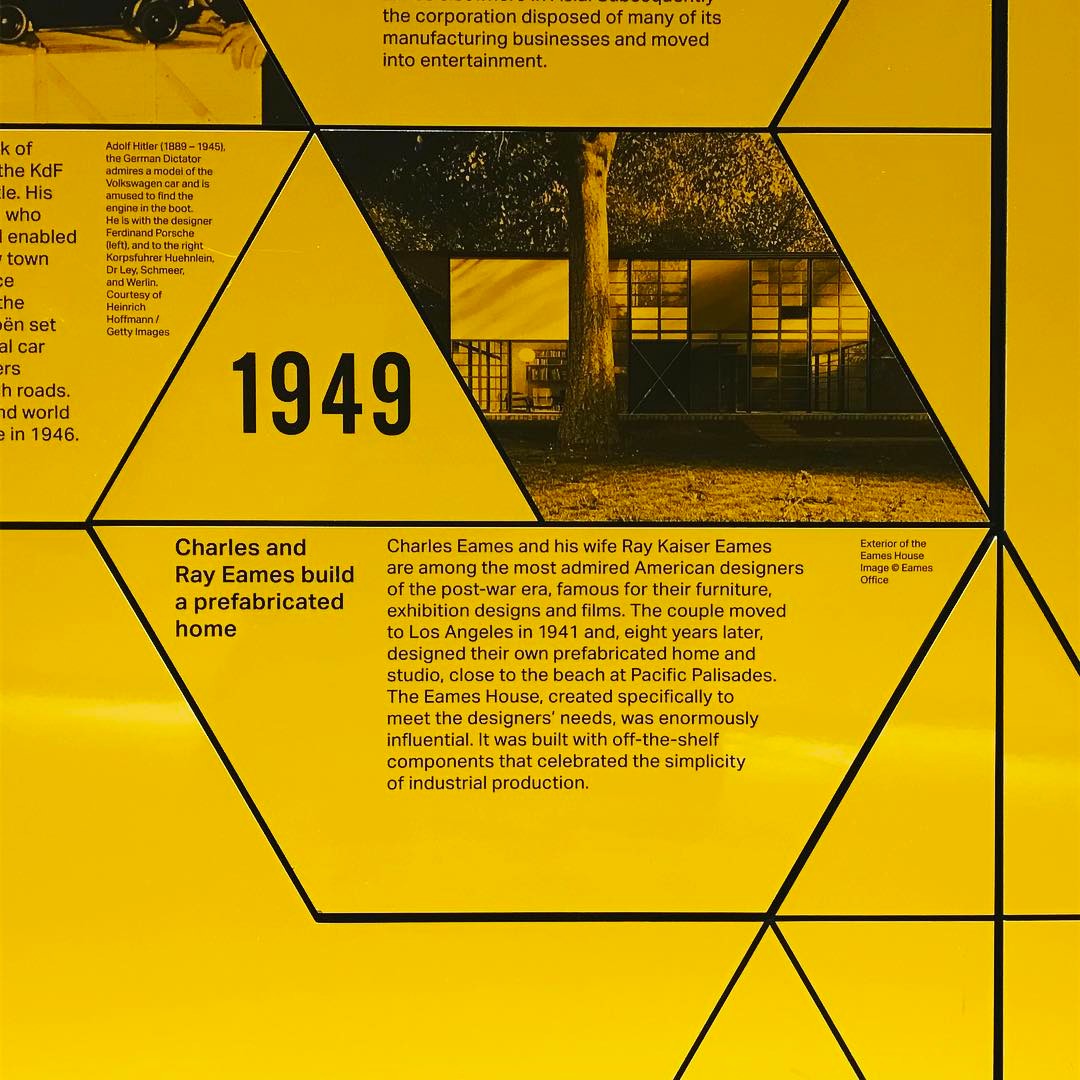 the corporation disposed of many of its
manufacturing businesses and moved
into entertainment.
k of
the KdF
tle. His
who
enabled
town
ce
the
oën set
al car
ers
h roads.
nd world
e in 1946.
Adolf Hitler (1889 – 1945),
the German Dictator
admires a model of the
Volkswagen car and is
amused to find the
engine in the boot.
He is with the designer
Ferdinand Porsche
(left), and to the right
Korpsfuhrer Huehnlein,
Dr Ley, Schmeer,
and Werlin.
Courtesy of
Heinrich
Hoffmann /
Getty Images
1949
Charles and
Ray Eames build
a prefabricated
home
Charles Eames and his wife Ray Kaiser Eames
are among the most admired American designers
of the post-war era, famous for their furniture,
exhibition designs and films. The couple moved
to Los Angeles in 1941 and, eight years later,
designed their own prefabricated home and
studio, close to the beach at Pacific Palisades.
The Eames House, created specifically to
meet the designers’ needs, was enormously
influential. It was built with off-the-shelf
components that celebrated the simplicity
of industrial production.
Exterior of the
Eames House
Image © Eames
Office